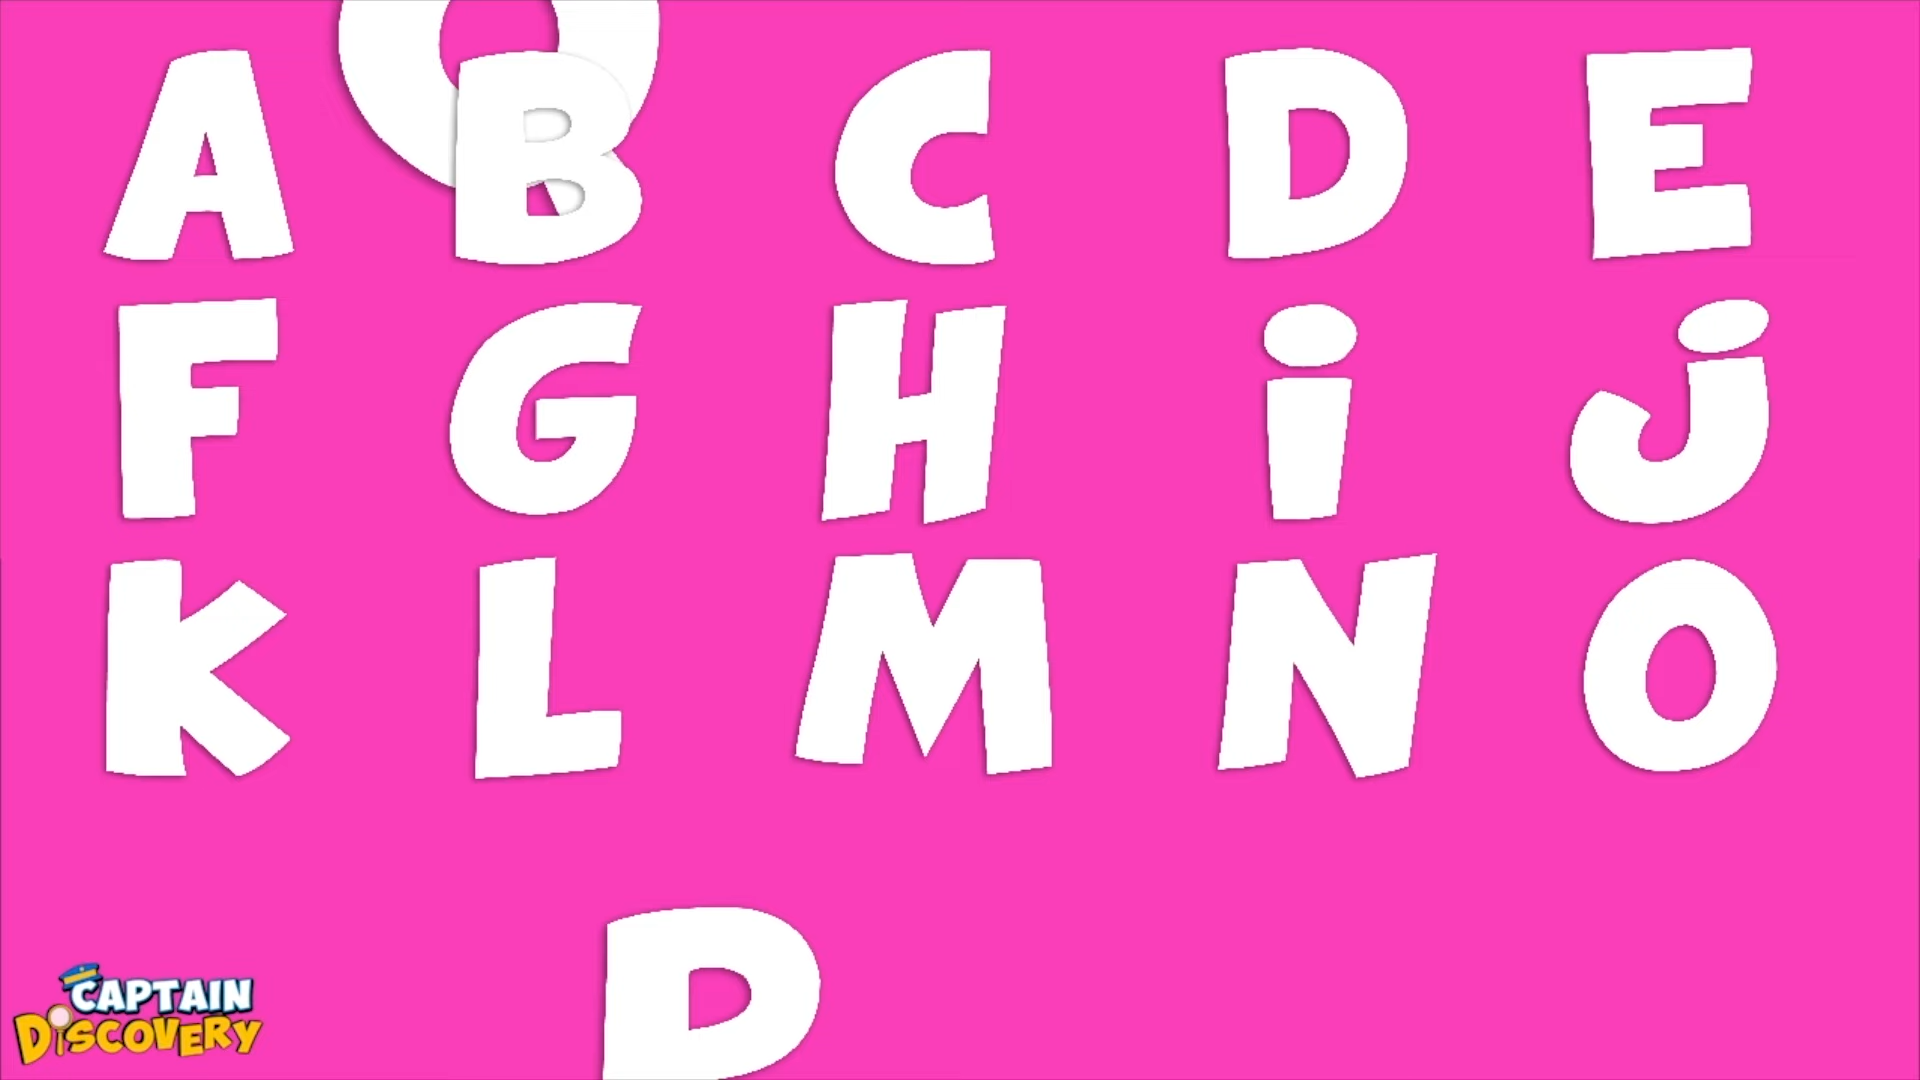 A B C D E
F G H i j
K L M N O
P
CAPTAIN
DiSCOVERY